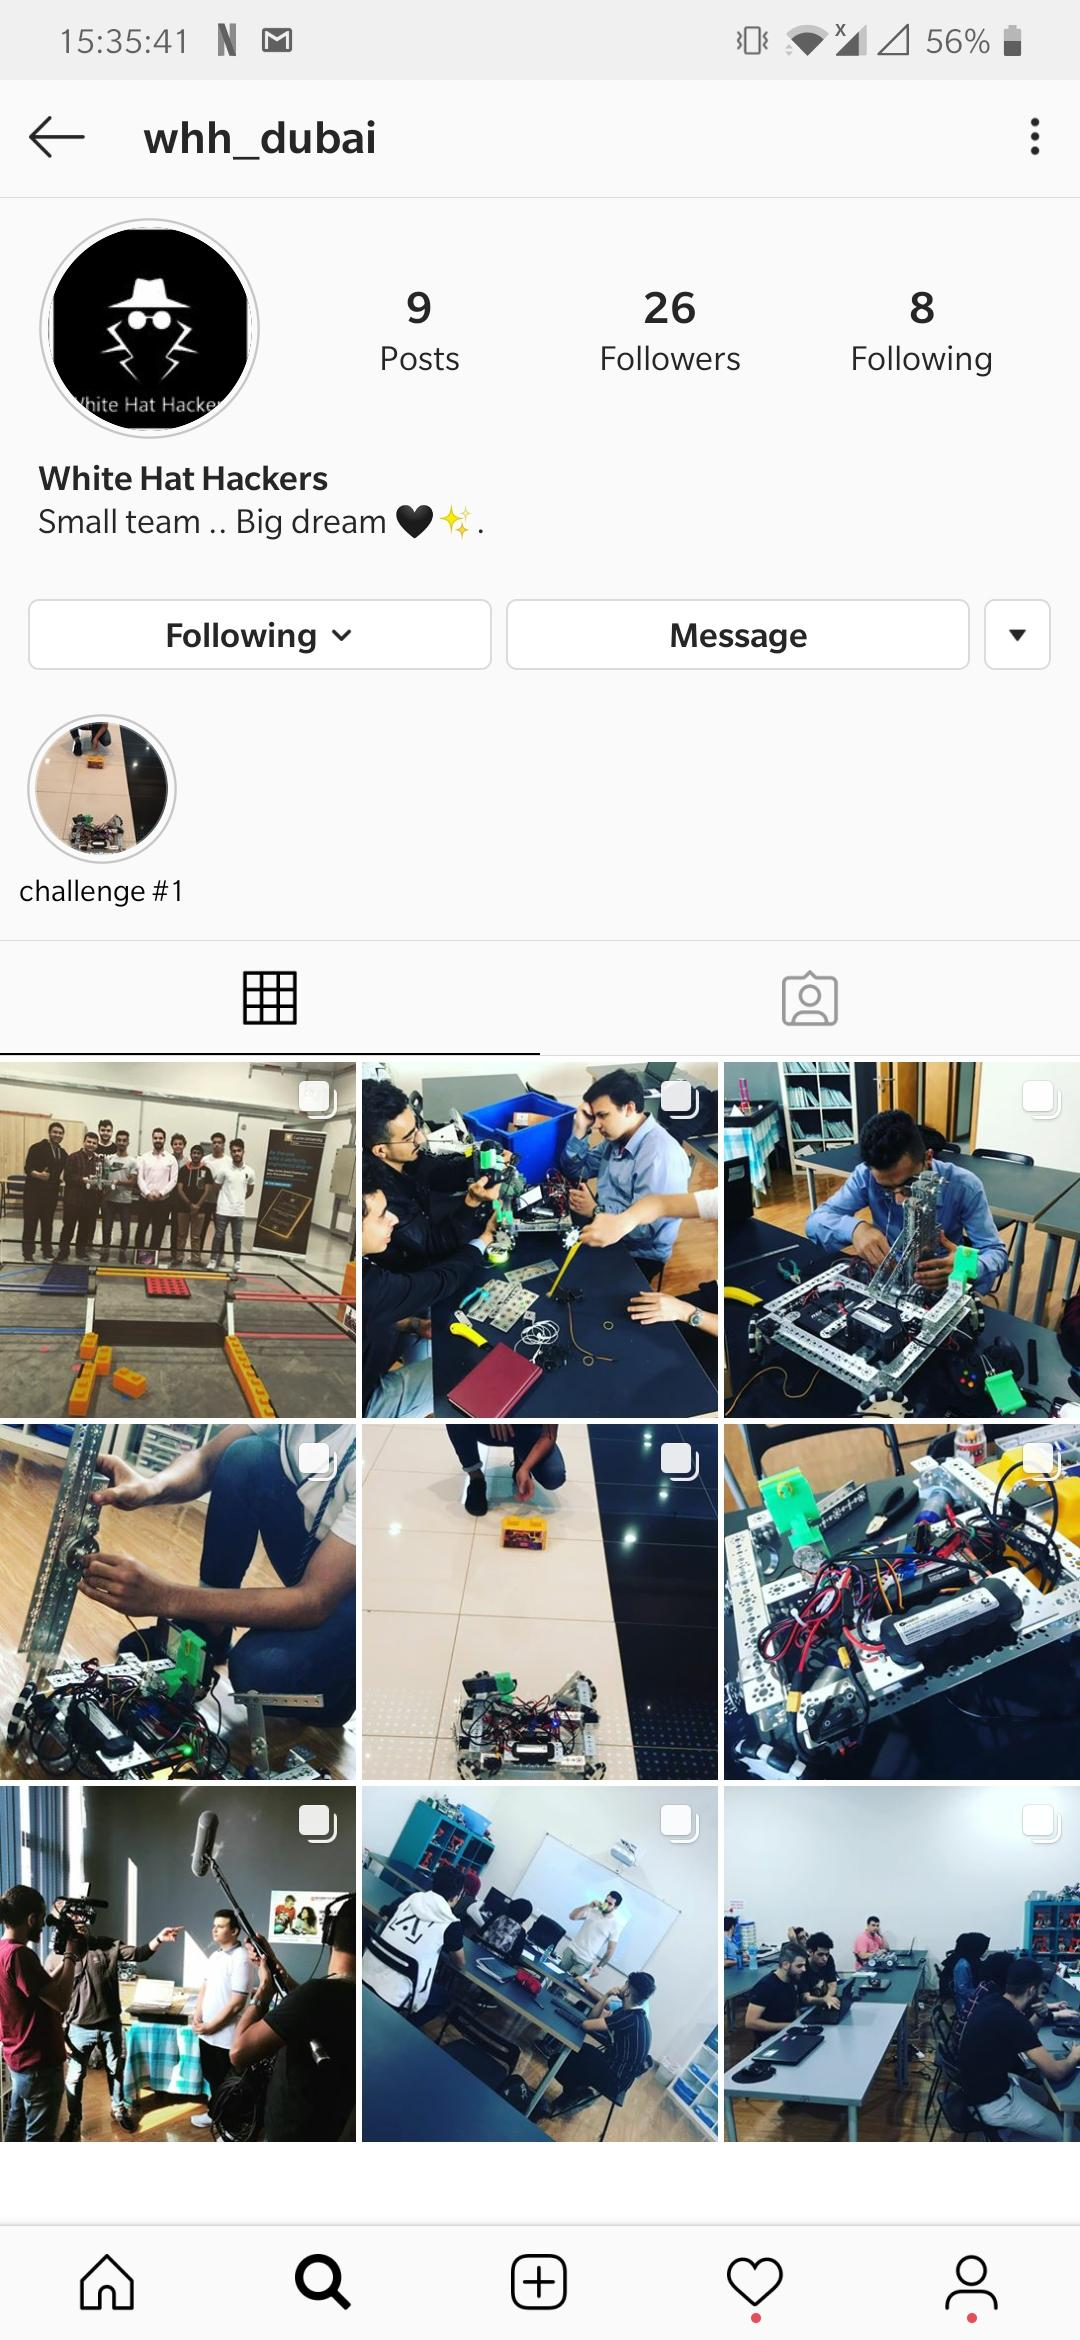 15:35:41
56%
whh_dubai
9
26
8
Posts
Followers
Following
White Hat Hacker
White Hat Hackers
Small team .. Big dream 🖤✨.
Following
Message
challenge #1